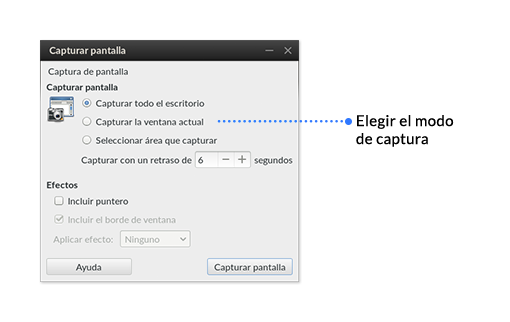 Capturar pantalla
Captura de pantalla
Capturar pantalla
Capturar todo el escritorio
Capturar la ventana actual
Seleccionar área que capturar
Capturar con un retraso de 6 − + segundos
Efectos
Incluir puntero
Incluir el borde de ventana
Aplicar efecto: Ninguno
Ayuda
Capturar pantalla
Elegir el modo
de captura